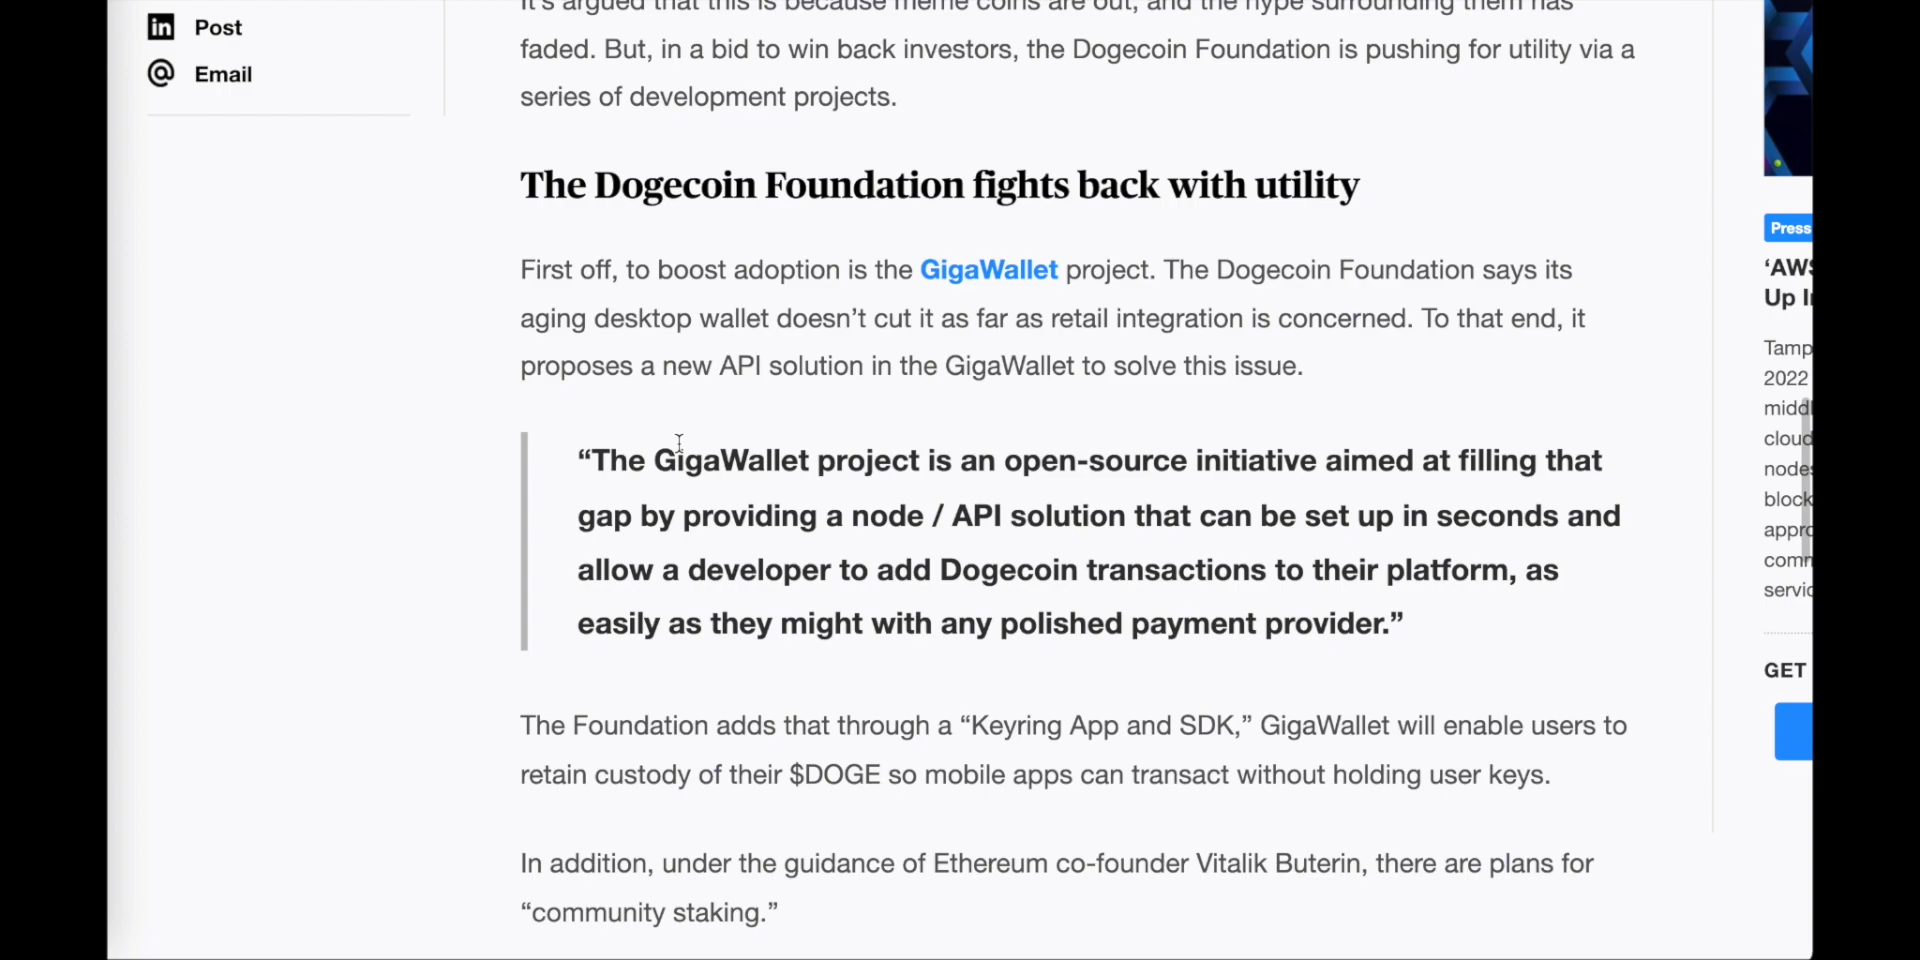 It's argued that this is because meme coins are out, and the hype surrounding them has
faded. But, in a bid to win back investors, the Dogecoin Foundation is pushing for utility via a
series of development projects.
Post
Email
The Dogecoin Foundation fights back with utility
First off, to boost adoption is the GigaWallet project. The Dogecoin Foundation says its
aging desktop wallet doesn’t cut it as far as retail integration is concerned. To that end, it
proposes a new API solution in the GigaWallet to solve this issue.
“The GigaWallet project is an open-source initiative aimed at filling that
gap by providing a node / API solution that can be set up in seconds and
allow a developer to add Dogecoin transactions to their platform, as
easily as they might with any polished payment provider.”
The Foundation adds that through a “Keyring App and SDK,” GigaWallet will enable users to
retain custody of their $DOGE so mobile apps can transact without holding user keys.
In addition, under the guidance of Ethereum co-founder Vitalik Buterin, there are plans for
“community staking.”
Press
‘AWS
Up
Tamp
2022
middl
cloud
nodes
block
appro
comm
servic
GET